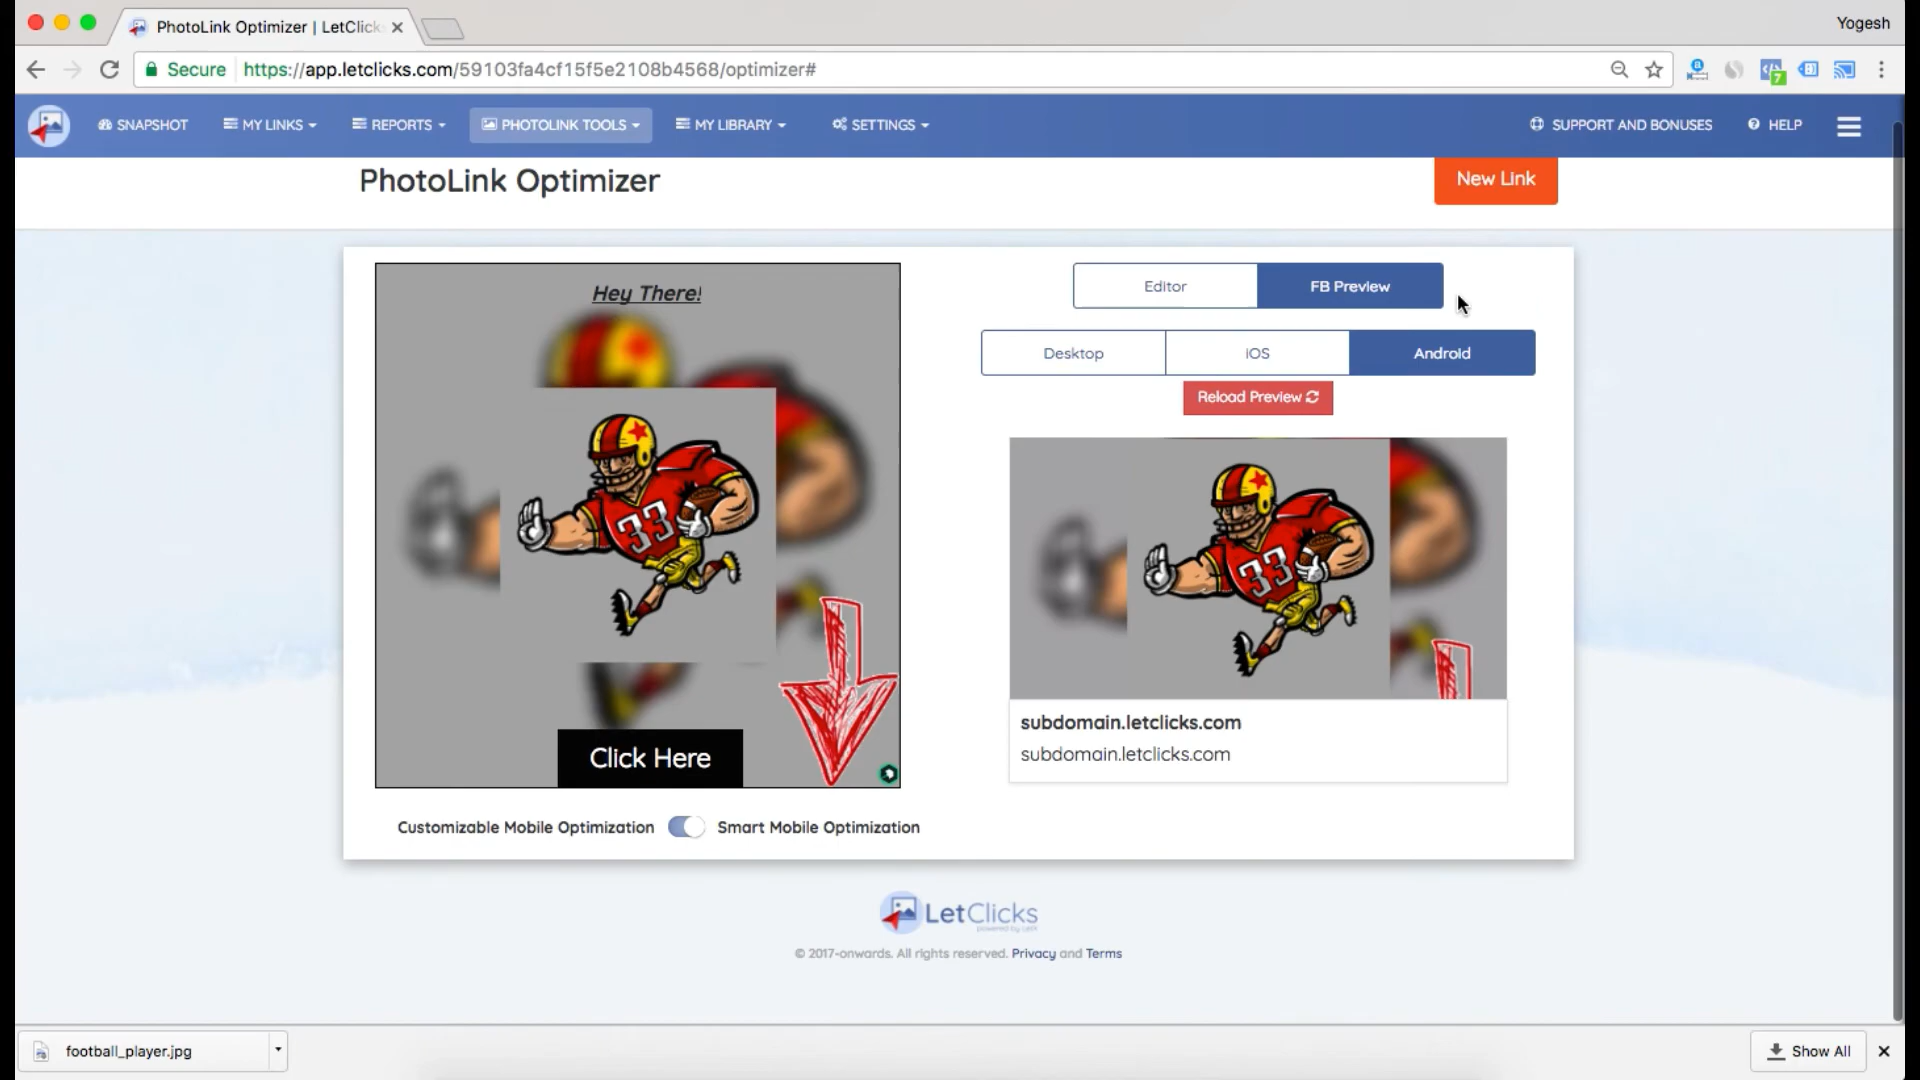 PhotoLink Optimizer | LetClick
Yogesh
Secure https://app.letclicks.com/59103fa4cf15f5e2108b4568/optimizer#
7
SNAPSHOT MY LINKS REPORTS PHOTOLINK TOOLS MY LIBRARY SETTINGS SUPPORT AND BONUSES HELP
PhotoLink Optimizer
New Link
Hey There!
33
Click Here
Editor FB Preview
Desktop iOS Android
Reload Preview
33
subdomain.letclicks.com
subdomain.letclicks.com
Customizable Mobile Optimization Smart Mobile Optimization
LetClicks
© 2017-onwards. All rights reserved. Privacy and Terms
football_player.jpg
Show All